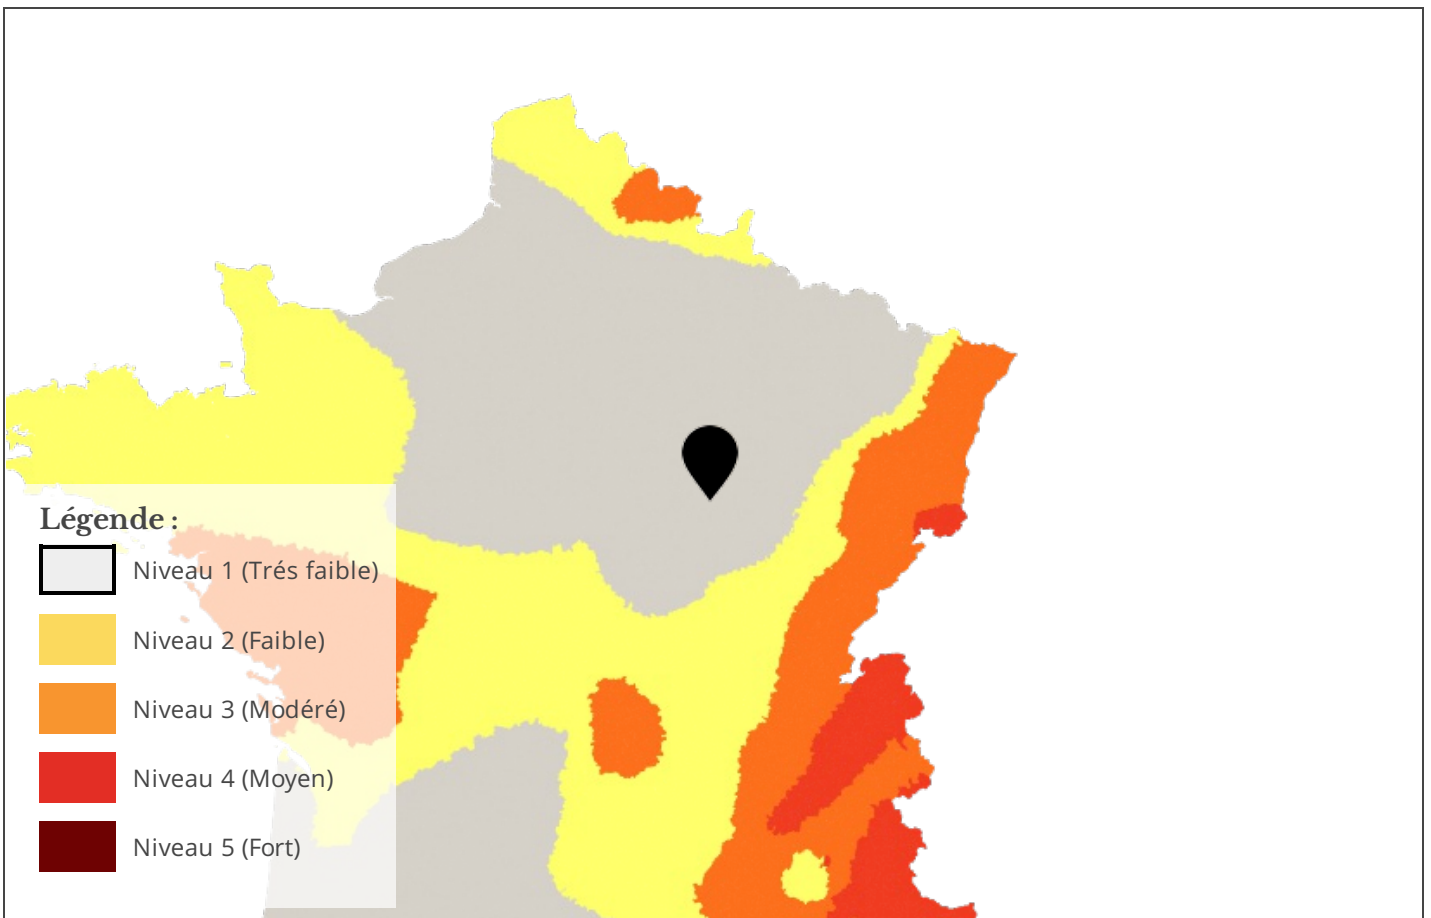 Légende :
Niveau 1 (Trés faible)
Niveau 2 (Faible)
Niveau 3 (Modéré)
Niveau 4 (Moyen)
Niveau 5 (Fort)